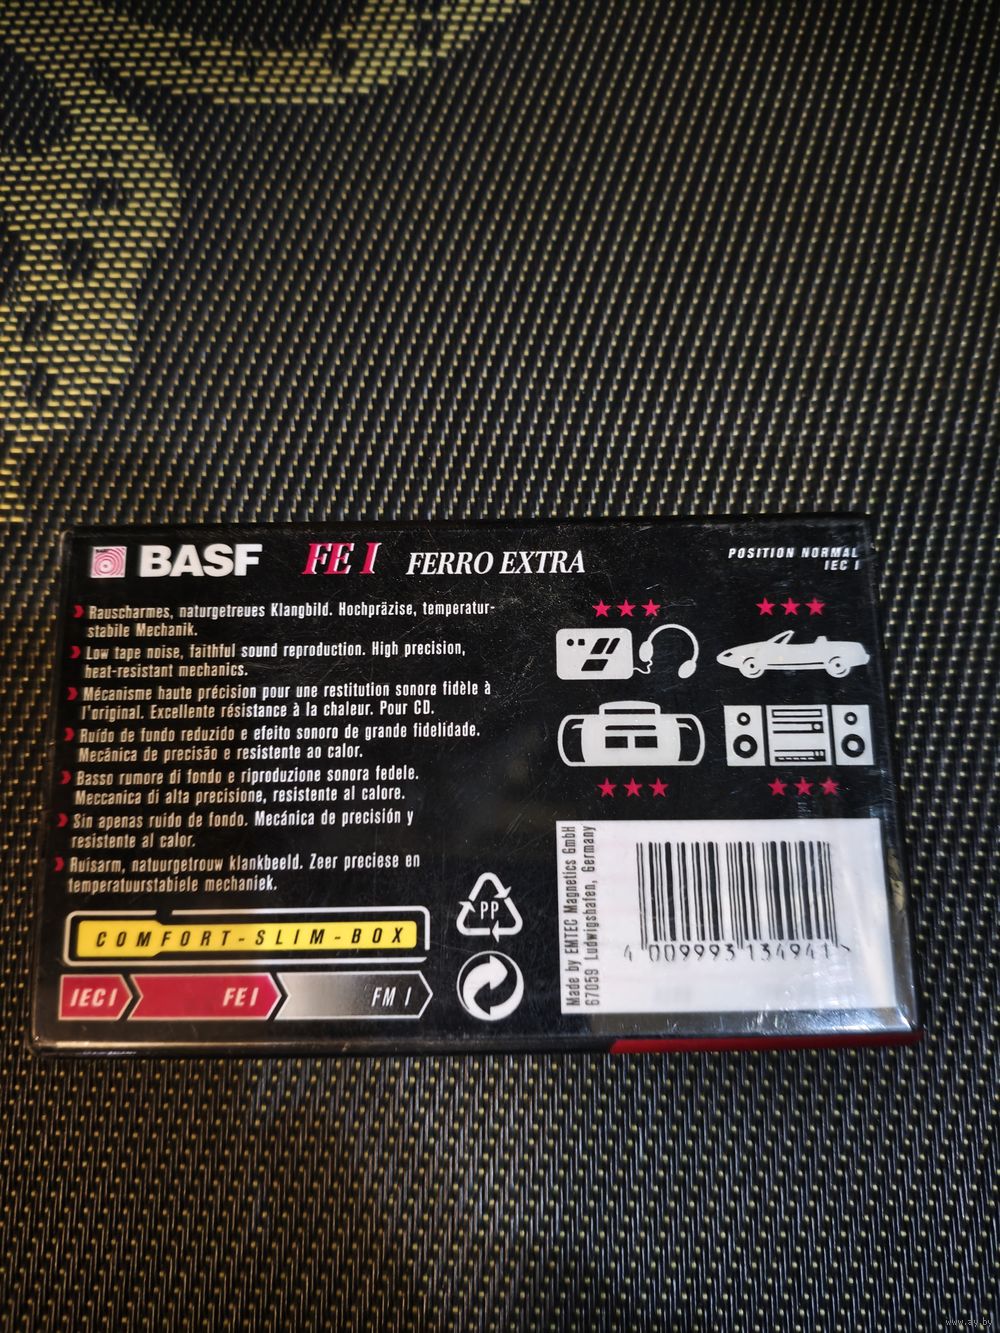 BASF FE I FERRO EXTRA
POSITION NORMAL
IEC I
Rauscharmes, naturgetreues Klangbild. Hochpräzise, temperatur-
stabile Mechanik.
Low tape noise, faithful sound reproduction. High precision,
heat-resistant mechanics.
Mécanisme haute précision pour une restitution sonore fidèle à
l'original. Excellente résistance à la chaleur. Pour CD.
Ruído de fundo reduzido e efeito sonoro de grande fidelidade.
Mecánica de precisão e resistente ao calor.
Basso rumore di fondo e riproduzione sonora fedele.
Meccanica di alta precisione, resistente al calore.
Sin apenas ruido de fondo. Mecánica de precisión y
resistente al calor.
Ruisarm, natuurgetrouw klankbeeld. Zeer preciese en
temperatuurstabiele mechaniek.
COMFORT-SLIM-BOX
IEC I FE I FM I
PP
Made by EMTEC Magnetics GmbH
67059 Ludwigshafen, Germany
4 009993 134941 >
www.ay.by